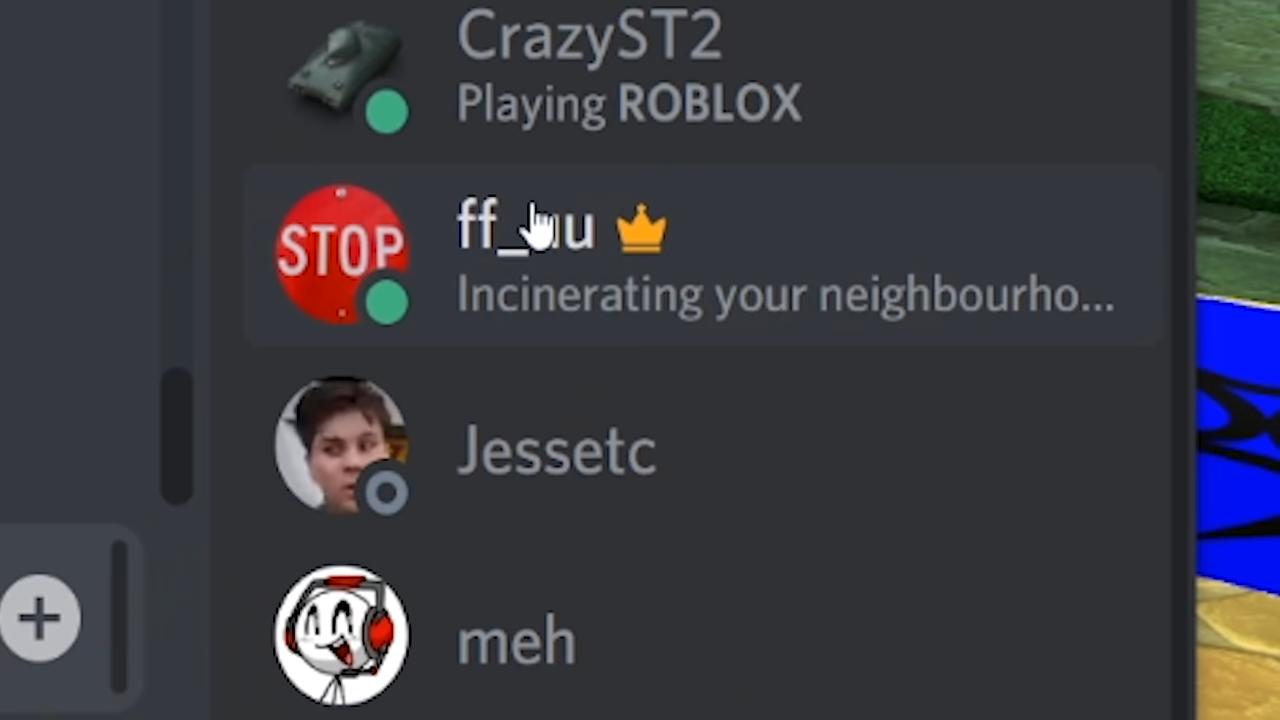 CrazyST2
Playing ROBLOX
STOP
Incinerating your neighbourho...
Jessetc
meh